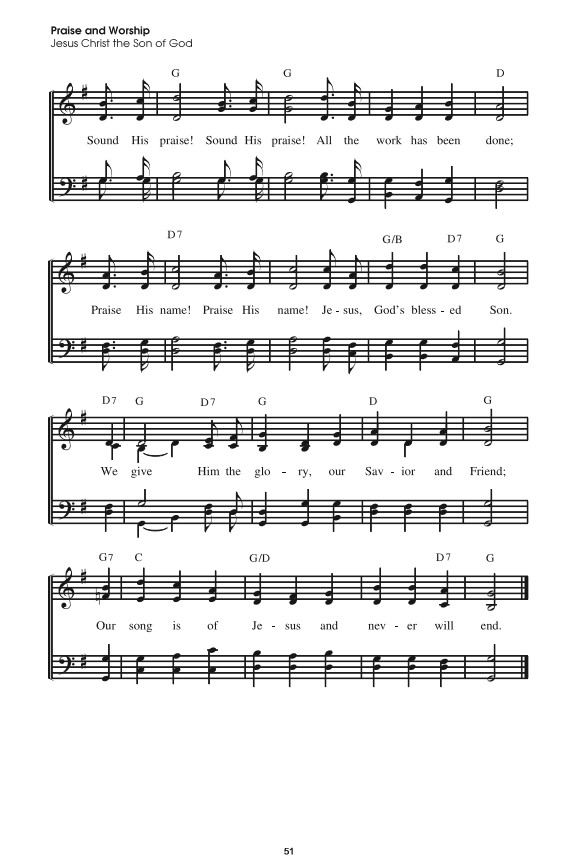 Praise and Worship
Jesus Christ the Son of God
G G D
Sound His praise! Sound His praise! All the work has been done;
D7 G/B D7 G
Praise His name! Praise His name! Je - sus, God's bless - ed Son.
D7 G D7 G D G
We give Him the glo - ry, our Sav - ior and Friend;
G7 C G/D D7 G
Our song is of Je - sus and nev - er will end.
51